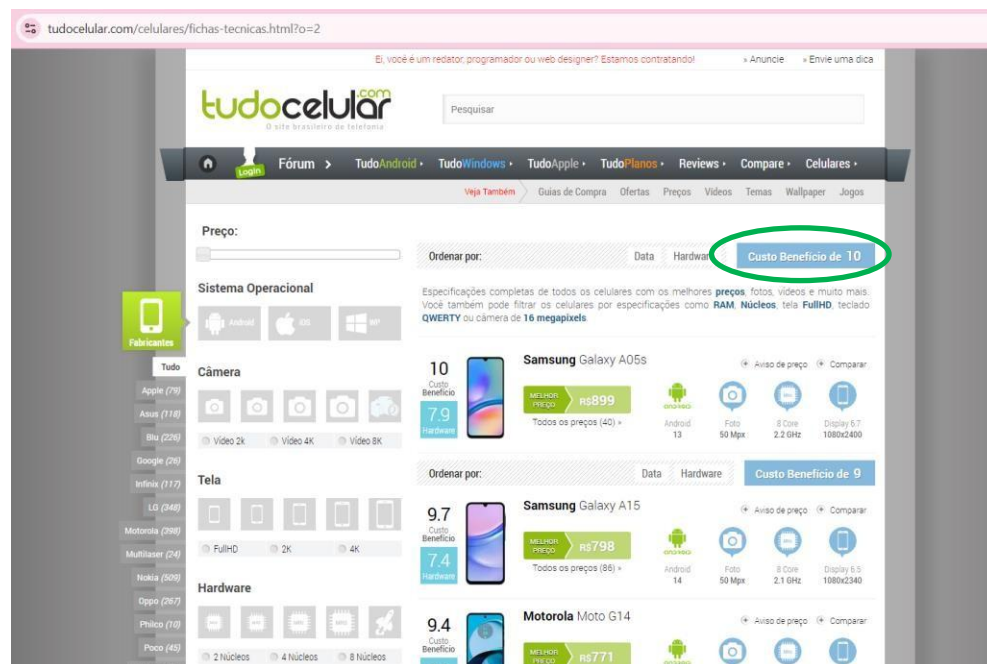 tudocelular.com/celulares/fichas-tecnicas.html?o=2
Ei, você é um redator, programador ou web designer? Estamos contratando!
» Anuncie » Envie uma dica
tudocelular.com
O site brasileiro de telefonia
Pesquisar
Login
Fórum > TudoAndroid TudoWindows TudoApple TudoPlanos Reviews Compare Celulares
Veja Também Guias de Compra Ofertas Preços Vídeos Temas Wallpaper Jogos
Preço:
Sistema Operacional
Android iOS WP
Câmera
Vídeo 2k Vídeo 4K Vídeo 8K
Tela
FullHD 2K 4K
Hardware
2 Núcleos 4 Núcleos 8 Núcleos
Fabricantes
Tudo
Apple (79)
Asus (118)
Blu (226)
Google (26)
Infinix (117)
LG (348)
Motorola (398)
Multilaser (24)
Nokia (509)
Oppo (267)
Philco (10)
Poco (45)
Ordenar por: Data Hardware Custo Benefício de 10
Especificações completas de todos os celulares com os melhores preços, fotos, vídeos e muito mais.
Você também pode filtrar os celulares por especificações como RAM, Núcleos, tela FullHD, teclado
QWERTY ou câmera de 16 megapixels
Samsung Galaxy A05s
Aviso de preço Comparar
10
Custo
Benefício
7.9
Hardware
MELHOR
PREÇO
R$899
Todos os preços (40) »
Android
13
Foto
50 Mpx
8 Core
2.2 GHz
Display 6.7
1080x2400
Ordenar por: Data Hardware Custo Benefício de 9
Samsung Galaxy A15
Aviso de preço Comparar
9.7
Custo
Benefício
7.4
Hardware
MELHOR
PREÇO
R$798
Todos os preços (86) »
Android
14
Foto
50 Mpx
8 Core
2.1 GHz
Display 6.5
1080x2340
Motorola Moto G14
Aviso de preço Comparar
9.4
Custo
Benefício
MELHOR
PREÇO
R$771